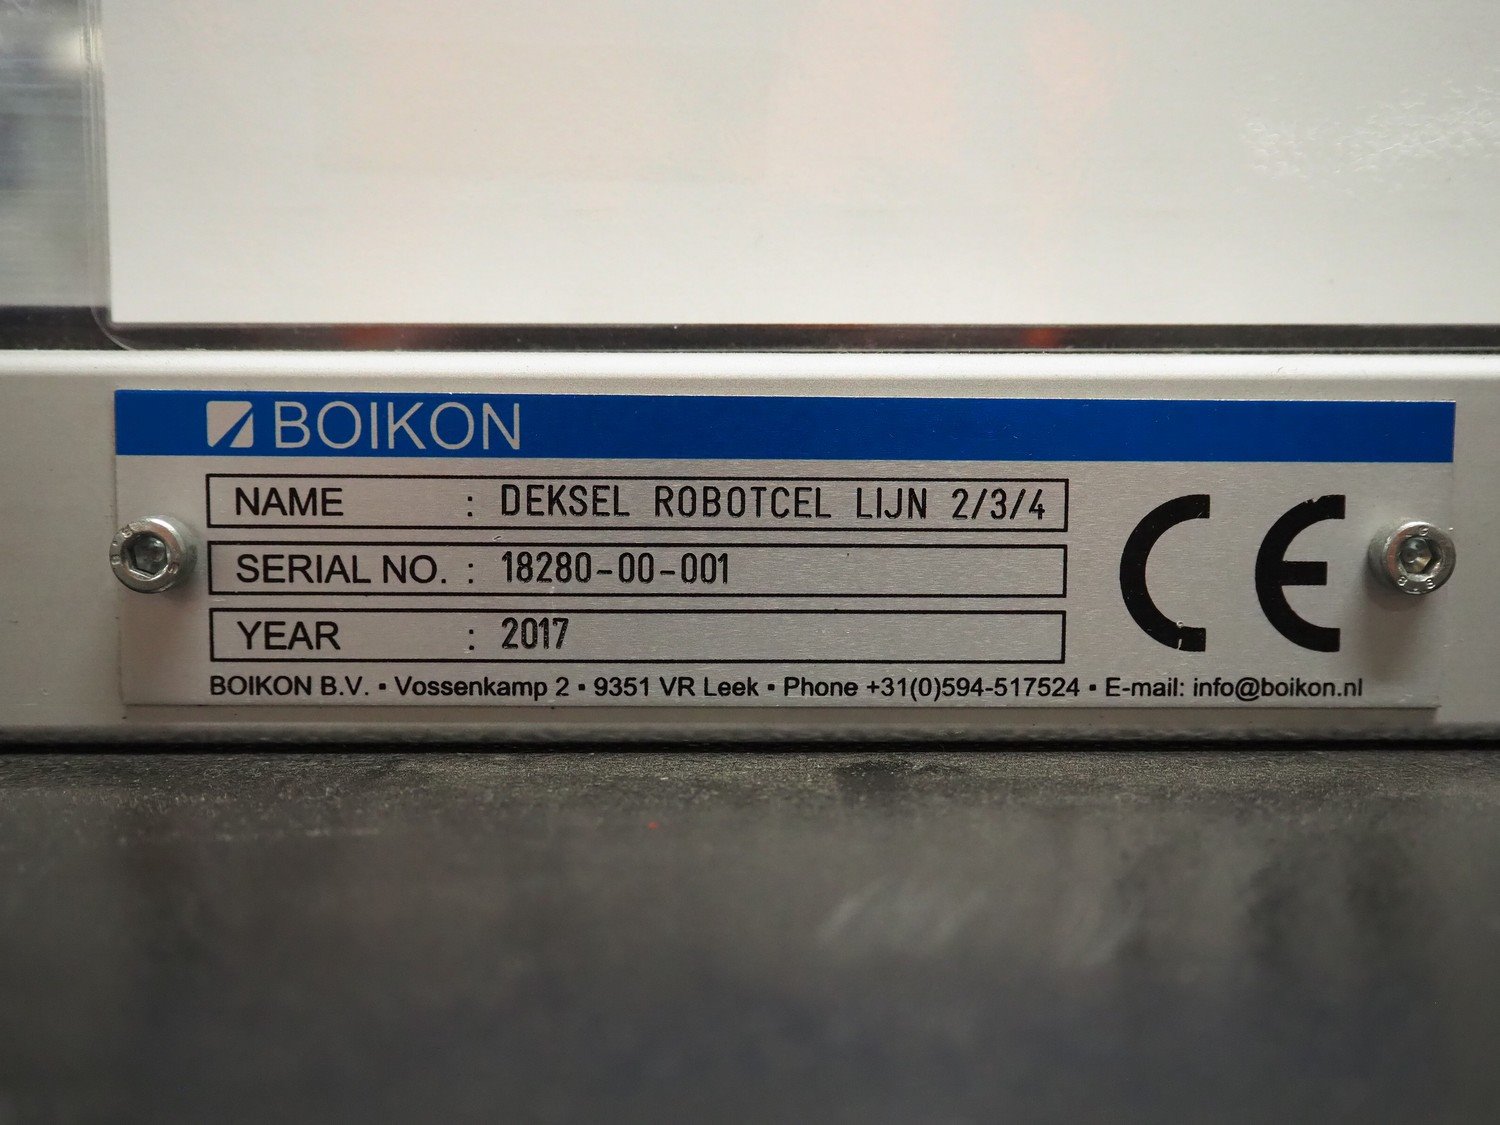 BOIKON
NAME : DEKSEL ROBOTCEL LIJN 2/3/4
SERIAL NO. : 18280-00-001
YEAR : 2017
CE
BOIKON B.V. ▪ Vossenkamp 2 ▪ 9351 VR Leek ▪ Phone +31(0)594-517524 ▪ E-mail: info@boikon.nl